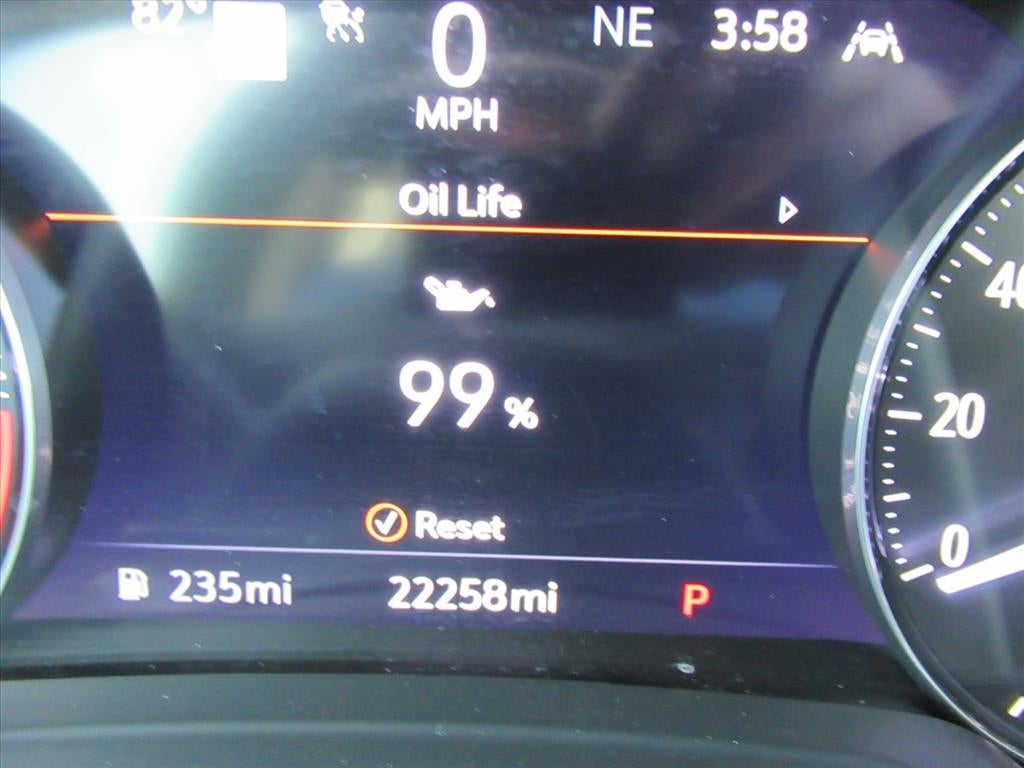 82° 0 NE 3:58
MPH
Oil Life
40
99%
20
Reset
0
235mi 22258mi P